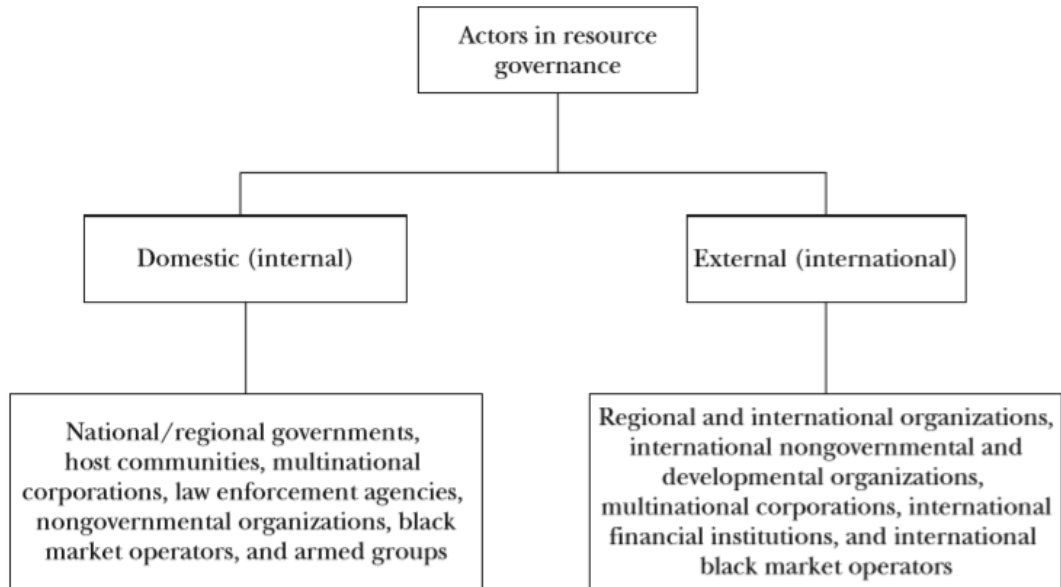 Actors in resource
governance
Domestic (internal)
External (international)
National/regional governments,
host communities, multinational
corporations, law enforcement agencies,
nongovernmental organizations, black
market operators, and armed groups
Regional and international organizations,
international nongovernmental and
developmental organizations,
multinational corporations, international
financial institutions, and international
black market operators